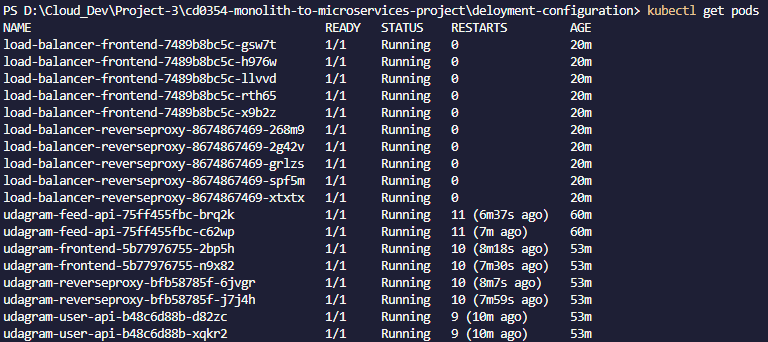 PS D:\Cloud_Dev\Project-3\cd0354-monolith-to-microservices-project\deloyment-configuration> kubectl get pods
NAME READY STATUS RESTARTS AGE
load-balancer-frontend-7489b8bc5c-gsw7t 1/1 Running 0 20m
load-balancer-frontend-7489b8bc5c-h976w 1/1 Running 0 20m
load-balancer-frontend-7489b8bc5c-llvvd 1/1 Running 0 20m
load-balancer-frontend-7489b8bc5c-rth65 1/1 Running 0 20m
load-balancer-frontend-7489b8bc5c-x9b2z 1/1 Running 0 20m
load-balancer-reverseproxy-8674867469-268m9 1/1 Running 0 20m
load-balancer-reverseproxy-8674867469-2g42v 1/1 Running 0 20m
load-balancer-reverseproxy-8674867469-grlzs 1/1 Running 0 20m
load-balancer-reverseproxy-8674867469-spf5m 1/1 Running 0 20m
load-balancer-reverseproxy-8674867469-xtxtx 1/1 Running 0 20m
udagram-feed-api-75ff455fbc-brq2k 1/1 Running 11 (6m37s ago) 60m
udagram-feed-api-75ff455fbc-c62wp 1/1 Running 11 (7m ago) 60m
udagram-frontend-5b77976755-2bp5h 1/1 Running 10 (8m18s ago) 53m
udagram-frontend-5b77976755-n9x82 1/1 Running 10 (7m30s ago) 53m
udagram-reverseproxy-bfb58785f-6jvgr 1/1 Running 10 (8m7s ago) 53m
udagram-reverseproxy-bfb58785f-j7j4h 1/1 Running 10 (7m59s ago) 53m
udagram-user-api-b48c6d88b-d82zc 1/1 Running 9 (10m ago) 53m
udagram-user-api-b48c6d88b-xqkr2 1/1 Running 9 (10m ago) 53m